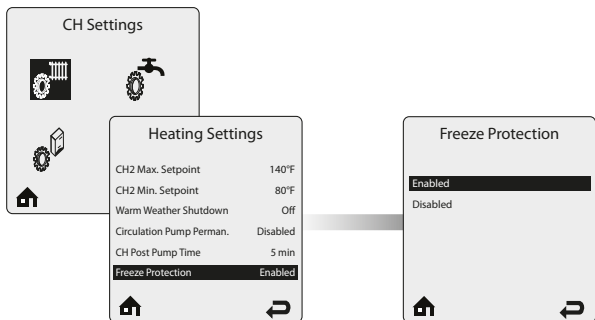 CH Settings
Heating Settings
CH2 Max. Setpoint 140°F
CH2 Min. Setpoint 80°F
Warm Weather Shutdown Off
Circulation Pump Perman. Disabled
CH Post Pump Time 5 min
Freeze Protection Enabled
Freeze Protection
Enabled
Disabled